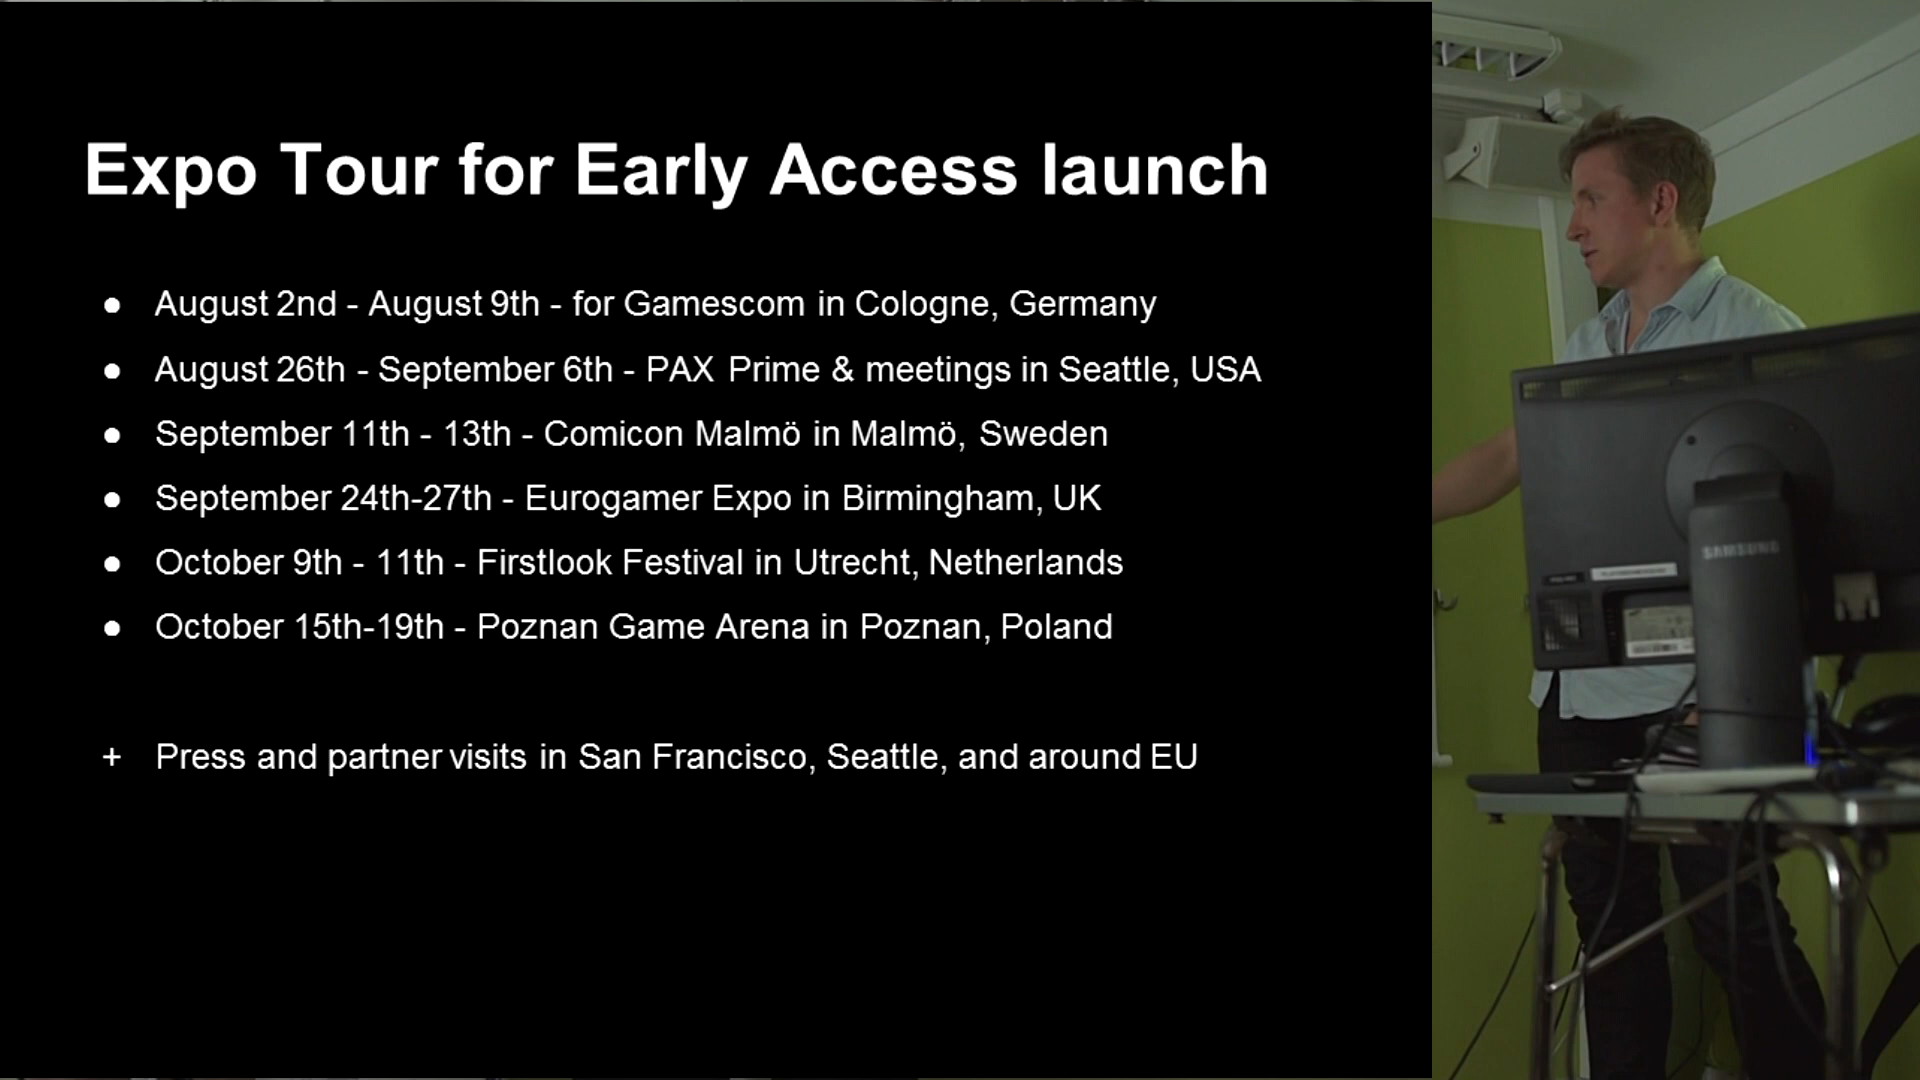 Expo Tour for Early Access launch
● August 2nd - August 9th - for Gamescom in Cologne, Germany
● August 26th - September 6th - PAX Prime & meetings in Seattle, USA
● September 11th - 13th - Comicon Malmö in Malmö, Sweden
● September 24th-27th - Eurogamer Expo in Birmingham, UK
● October 9th - 11th - Firstlook Festival in Utrecht, Netherlands
● October 15th-19th - Poznan Game Arena in Poznan, Poland
+ Press and partner visits in San Francisco, Seattle, and around EU
SAMSUNG